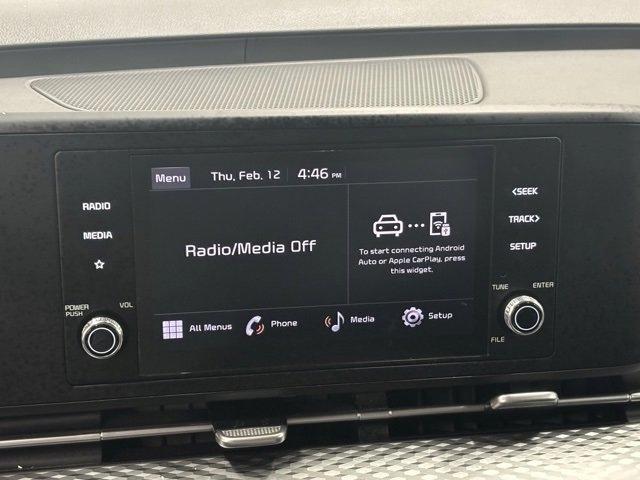 Menu Thu, Feb. 12 4:46 PM
RADIO
MEDIA
POWER
PUSH
VOL
Radio/Media Off
To start connecting Android
Auto or Apple CarPlay, press
this widget.
All Menus Phone Media Setup
<SEEK
TRACK>
SETUP
TUNE ENTER
FILE